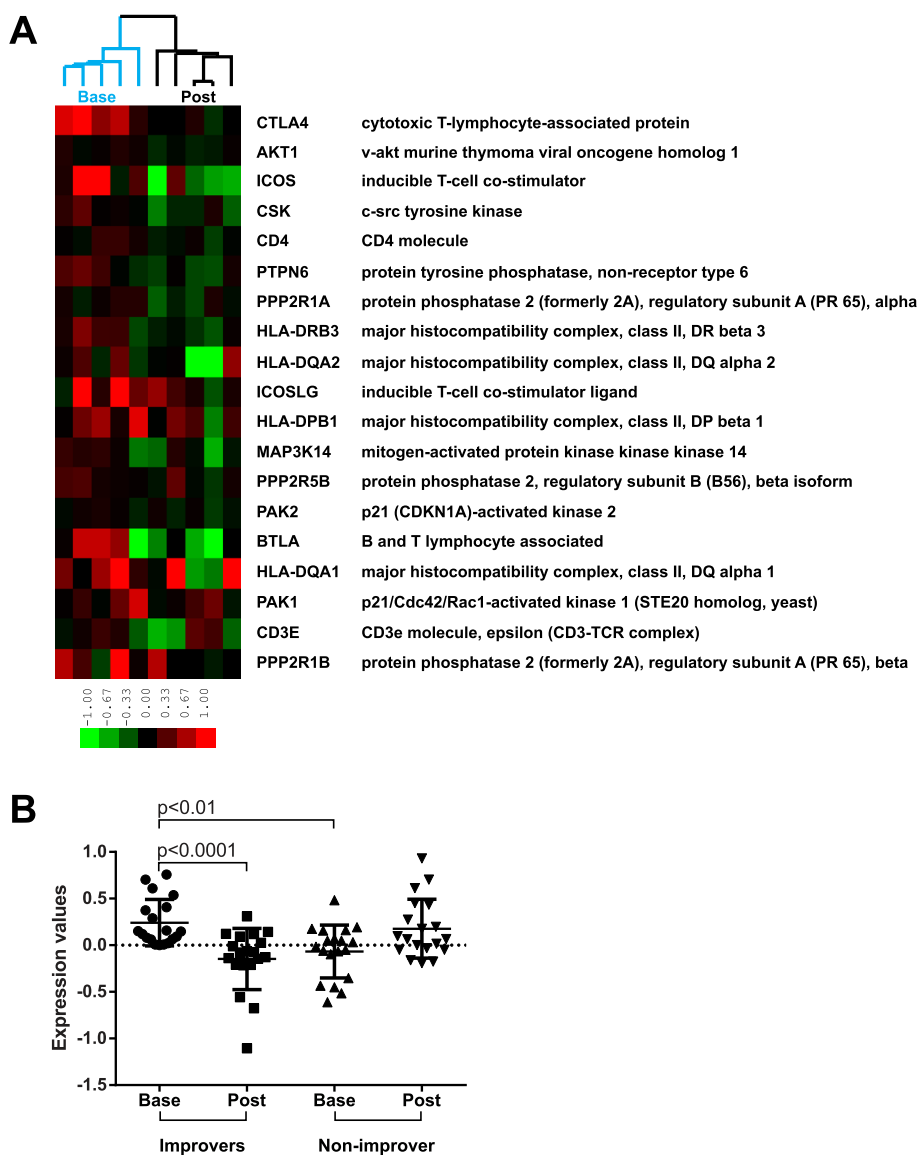 A
Base Post
CTLA4 cytotoxic T-lymphocyte-associated protein
AKT1 v-akt murine thymoma viral oncogene homolog 1
ICOS inducible T-cell co-stimulator
CSK c-src tyrosine kinase
CD4 CD4 molecule
PTPN6 protein tyrosine phosphatase, non-receptor type 6
PPP2R1A protein phosphatase 2 (formerly 2A), regulatory subunit A (PR 65), alpha
HLA-DRB3 major histocompatibility complex, class II, DR beta 3
HLA-DQA2 major histocompatibility complex, class II, DQ alpha 2
ICOSLG inducible T-cell co-stimulator ligand
HLA-DPB1 major histocompatibility complex, class II, DP beta 1
MAP3K14 mitogen-activated protein kinase kinase kinase 14
PPP2R5B protein phosphatase 2, regulatory subunit B (B56), beta isoform
PAK2 p21 (CDKN1A)-activated kinase 2
BTLA B and T lymphocyte associated
HLA-DQA1 major histocompatibility complex, class II, DQ alpha 1
PAK1 p21/Cdc42/Rac1-activated kinase 1 (STE20 homolog, yeast)
CD3E CD3e molecule, epsilon (CD3-TCR complex)
PPP2R1B protein phosphatase 2 (formerly 2A), regulatory subunit A (PR 65), beta
-1.00 -0.67 -0.33 0.00 0.33 0.67 1.00
B
p<0.01
p<0.0001
Expression values
1.0
0.5
0.0
-0.5
-1.0
-1.5
Base Post Base Post
Improvers Non-improver